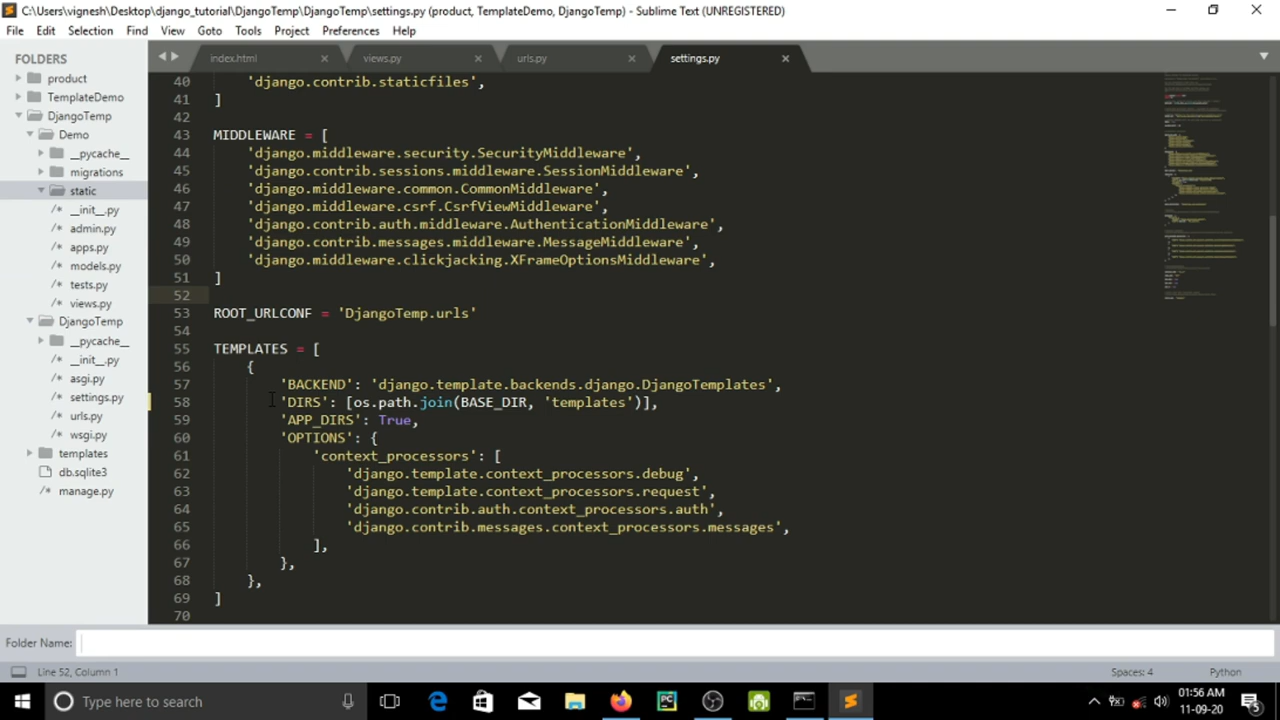 C:\Users\vignesh\Desktop\django_tutorial\DjangoTemp\DjangoTemp\settings.py (product, TemplateDemo, DjangoTemp) - Sublime Text (UNREGISTERED)
File Edit Selection Find View Goto Tools Project Preferences Help
FOLDERS
product
TemplateDemo
DjangoTemp
Demo
__pycache__
migrations
static
__init__.py
admin.py
apps.py
models.py
tests.py
views.py
DjangoTemp
__pycache__
__init__.py
asgi.py
settings.py
urls.py
wsgi.py
templates
db.sqlite3
manage.py
index.html views.py urls.py settings.py
40 'django.contrib.staticfiles',
41 ]
42
43 MIDDLEWARE = [
44 'django.middleware.security.SecurityMiddleware',
45 'django.contrib.sessions.middleware.SessionMiddleware',
46 'django.middleware.common.CommonMiddleware',
47 'django.middleware.csrf.CsrfViewMiddleware',
48 'django.contrib.auth.middleware.AuthenticationMiddleware',
49 'django.contrib.messages.middleware.MessageMiddleware',
50 'django.middleware.clickjacking.XFrameOptionsMiddleware',
51 ]
52
53 ROOT_URLCONF = 'DjangoTemp.urls'
54
55 TEMPLATES = [
56 {
57 'BACKEND': 'django.template.backends.django.DjangoTemplates',
58 'DIRS': [os.path.join(BASE_DIR, 'templates')],
59 'APP_DIRS': True,
60 'OPTIONS': {
61 'context_processors': [
62 'django.template.context_processors.debug',
63 'django.template.context_processors.request',
64 'django.contrib.auth.context_processors.auth',
65 'django.contrib.messages.context_processors.messages',
66 ],
67 },
68 },
69 ]
70
Folder Name:
Line 52, Column 1 Spaces: 4 Python
Type here to search
01:56 AM
11-09-20
5